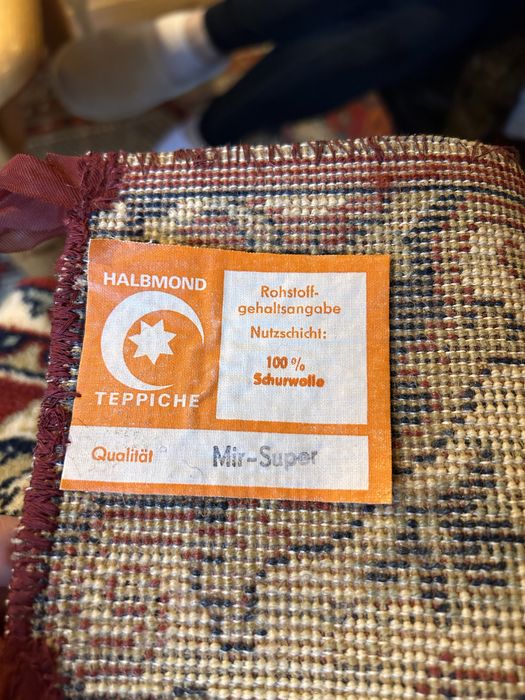 HALBMOND
TEPPICHE
Rohstoff-
gehaltsangabe
Nutzschicht:
100 %
Schurwolle
Qualität
Mir-Super